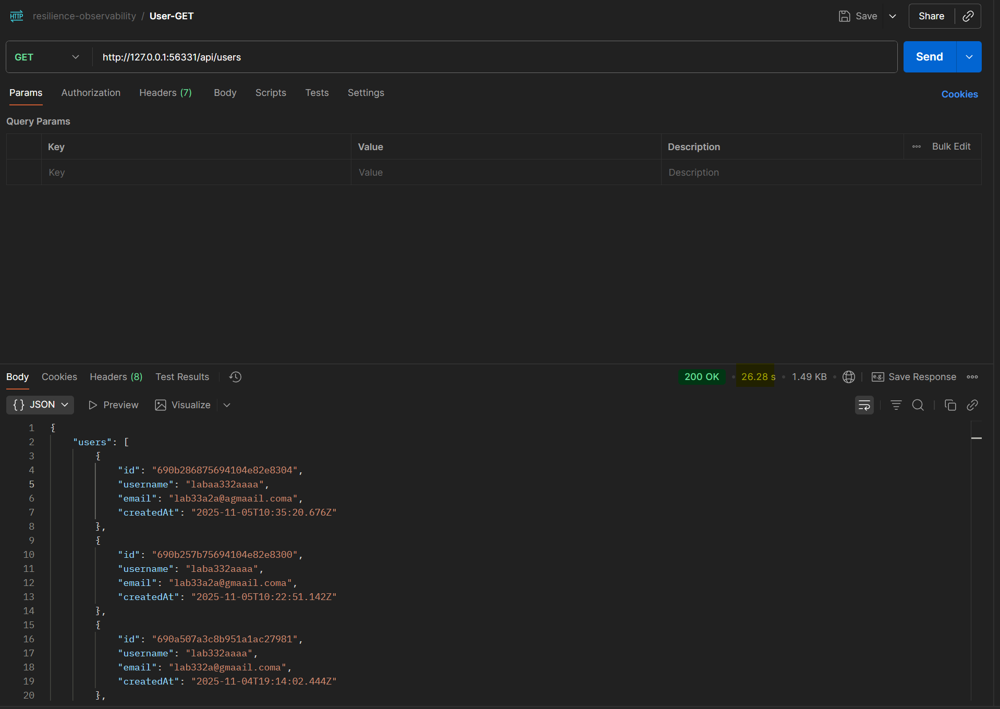 HTTP resilience-observability / User-GET Save Share
GET http://127.0.0.1:56331/api/users Send
Params Authorization Headers (7) Body Scripts Tests Settings Cookies
Query Params
Key Value Description ooo Bulk Edit
Key Value Description
Body Cookies Headers (8) Test Results 200 OK • 26.28 s • 1.49 KB • e.g. Save Response ooo
{} JSON Preview Visualize
1 {
2 "users": [
3 {
4 "id": "690b286875694104e82e8304",
5 "username": "labaa332aaaa",
6 "email": "lab33a2a@agmaail.coma",
7 "createdAt": "2025-11-05T10:35:20.676Z"
8 },
9 {
10 "id": "690b257b75694104e82e8300",
11 "username": "laba332aaaa",
12 "email": "lab33a2a@gmaail.coma",
13 "createdAt": "2025-11-05T10:22:51.142Z"
14 },
15 {
16 "id": "690a507a3c8b951a1ac27981",
17 "username": "lab332aaaa",
18 "email": "lab332a@gmaail.coma",
19 "createdAt": "2025-11-04T19:14:02.444Z"
20 },